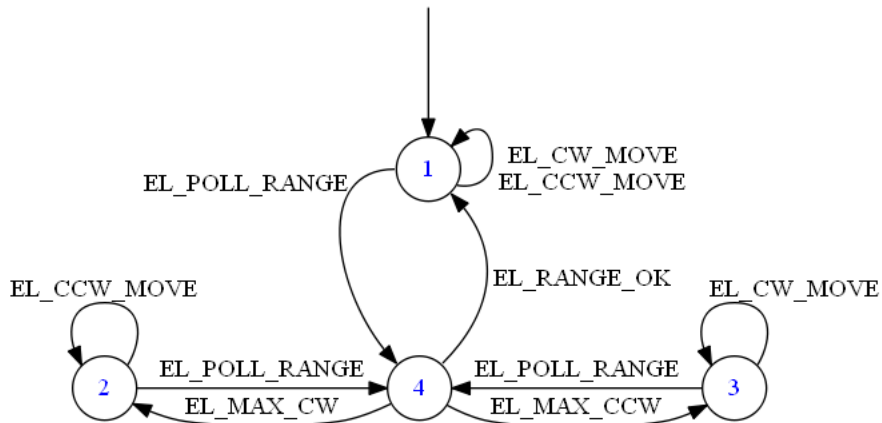 EL_CW_MOVE
1
EL_POLL_RANGE
EL_CCW_MOVE
EL_RANGE_OK
EL_CCW_MOVE
EL_CW_MOVE
EL_POLL_RANGE
EL_POLL_RANGE
2
4
3
EL_MAX_CW
EL_MAX_CCW